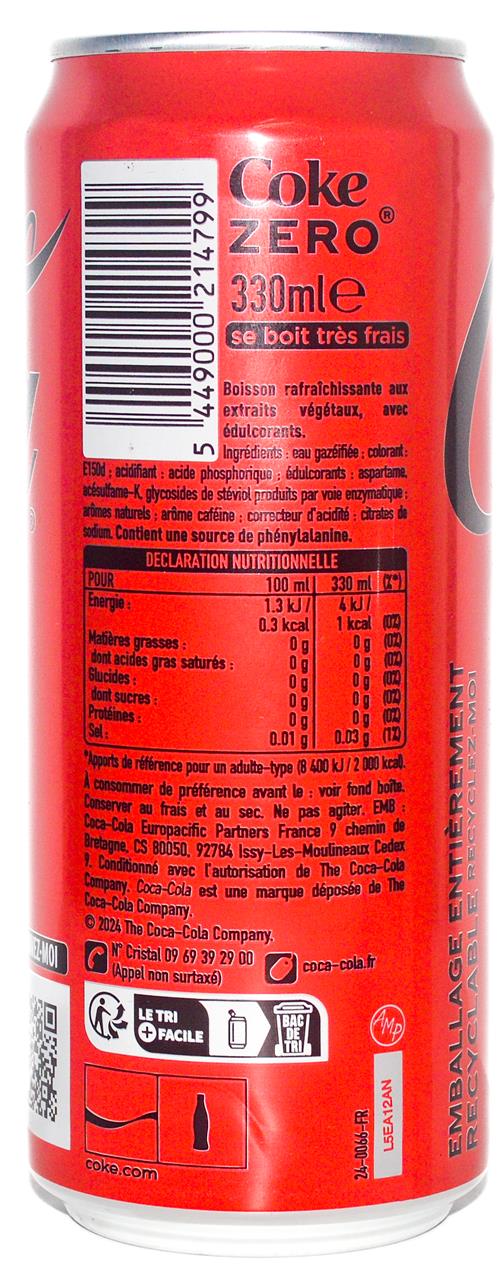 Coke
ZERO®
330ml e
se boit très frais
5 449000 214799
Boisson rafraîchissante aux
extraits végétaux, avec
édulcorants.
Ingrédients : eau gazéifiée ; colorant :
E150d ; acidifiant : acide phosphorique ; édulcorants : aspartame,
acésulfame-K, glycosides de stéviol produits par voie enzymatique ;
arômes naturels ; arôme caféine ; correcteur d'acidité : citrates de
sodium. Contient une source de phénylalanine.
DECLARATION NUTRITIONNELLE
POUR 100 ml 330 ml (%*)
Energie : 1.3 kJ / 4 kJ /
0.3 kcal 1 kcal (0%)
Matières grasses : 0 g 0 g (0%)
dont acides gras saturés : 0 g 0 g (0%)
Glucides : 0 g 0 g (0%)
dont sucres : 0 g 0 g (0%)
Protéines : 0 g 0 g (0%)
Sel : 0.01 g 0.03 g (1%)
*Apports de référence pour un adulte-type (8 400 kJ / 2 000 kcal).
À consommer de préférence avant le : voir fond boîte.
Conserver au frais et au sec. Ne pas agiter. EMB :
Coca-Cola Europacific Partners France 9 chemin de
Bretagne, CS 80050, 92784 Issy-Les-Moulineaux Cedex
9. Conditionné avec l'autorisation de The Coca-Cola
Company. Coca-Cola est une marque déposée de The
Coca-Cola Company.
© 2024 The Coca-Cola Company.
N° Cristal 09 69 39 29 00
(Appel non surtaxé)
coca-cola.fr
LE TRI
+ FACILE
BAC
DE
TRI
coke.com
24-0066-FR
L5EA12AN
AMP
EMBALLAGE ENTIÈREMENT
RECYCLABLE RECYCLEZ-MOI
EZ-MOI